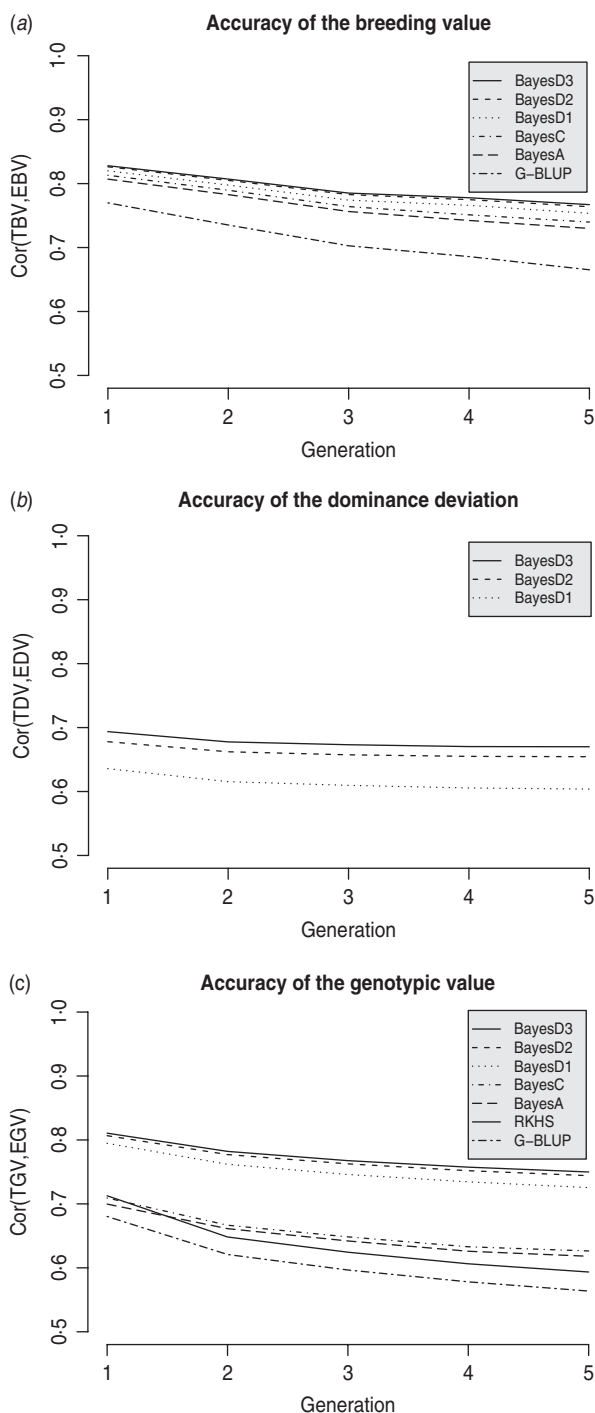 (a) Accuracy of the breeding value
Cor(TBV,EBV)
1·0
0·9
0·8
0·7
0·6
0·5
BayesD3
BayesD2
BayesD1
BayesC
BayesA
G–BLUP
1 2 3 4 5
Generation
(b) Accuracy of the dominance deviation
Cor(TDV,EDV)
1·0
0·9
0·8
0·7
0·6
0·5
BayesD3
BayesD2
BayesD1
1 2 3 4 5
Generation
(c) Accuracy of the genotypic value
Cor(TGV,EGV)
1·0
0·9
0·8
0·7
0·6
0·5
BayesD3
BayesD2
BayesD1
BayesC
BayesA
RKHS
G–BLUP
1 2 3 4 5
Generation